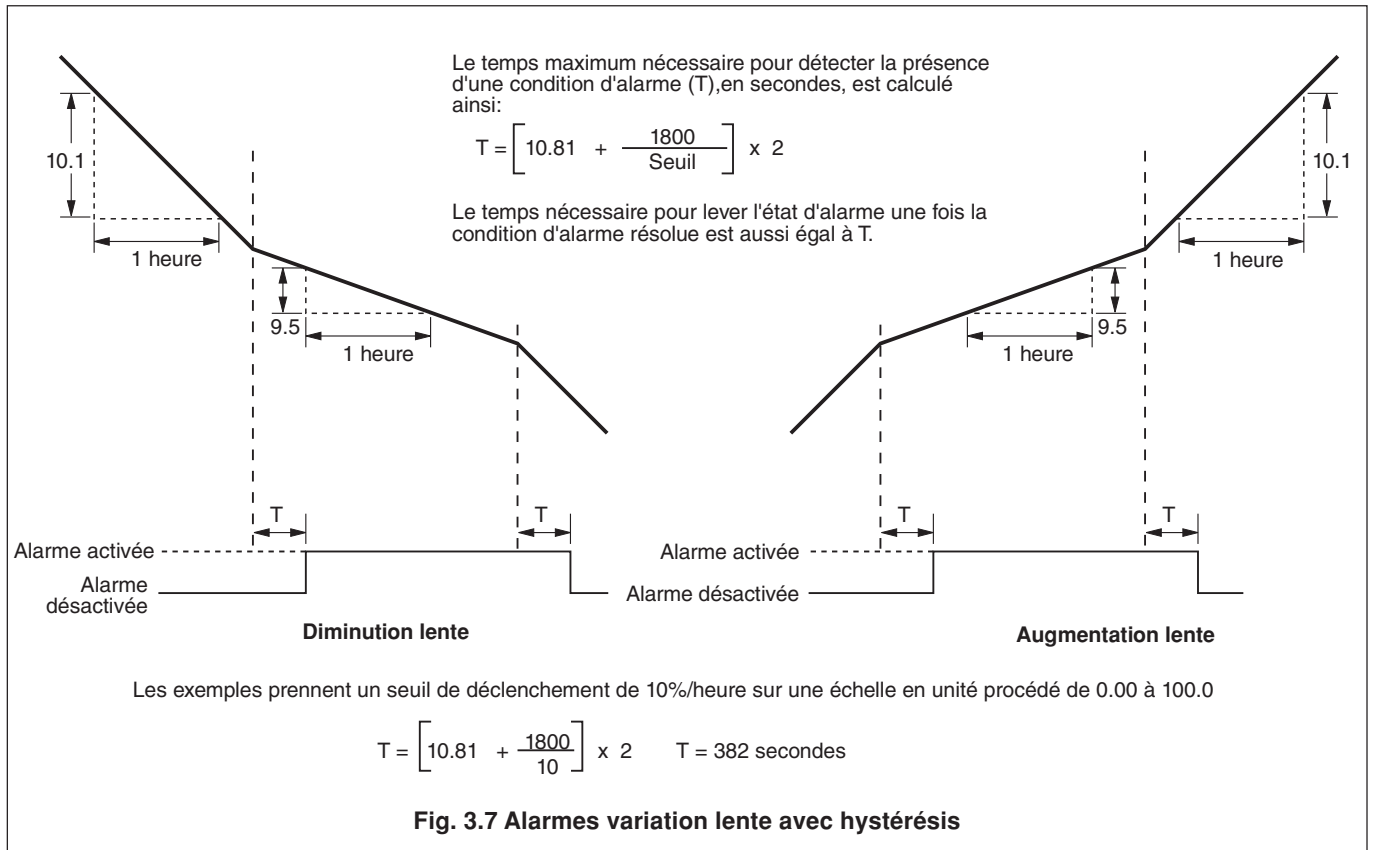 Le temps maximum nécessaire pour détecter la présence
d'une condition d'alarme (T),en secondes, est calculé
ainsi:
T = [ 10.81 + 1800 / Seuil ] x 2
Le temps nécessaire pour lever l'état d'alarme une fois la
condition d'alarme résolue est aussi égal à T.
10.1
1 heure
9.5
1 heure
T
T
Alarme activée
Alarme
désactivée
Diminution lente
10.1
1 heure
9.5
1 heure
T
T
Alarme activée
Alarme désactivée
Augmentation lente
Les exemples prennent un seuil de déclenchement de 10%/heure sur une échelle en unité procédé de 0.00 à 100.0
T = [ 10.81 + 1800 / 10 ] x 2 T = 382 secondes
Fig. 3.7 Alarmes variation lente avec hystérésis